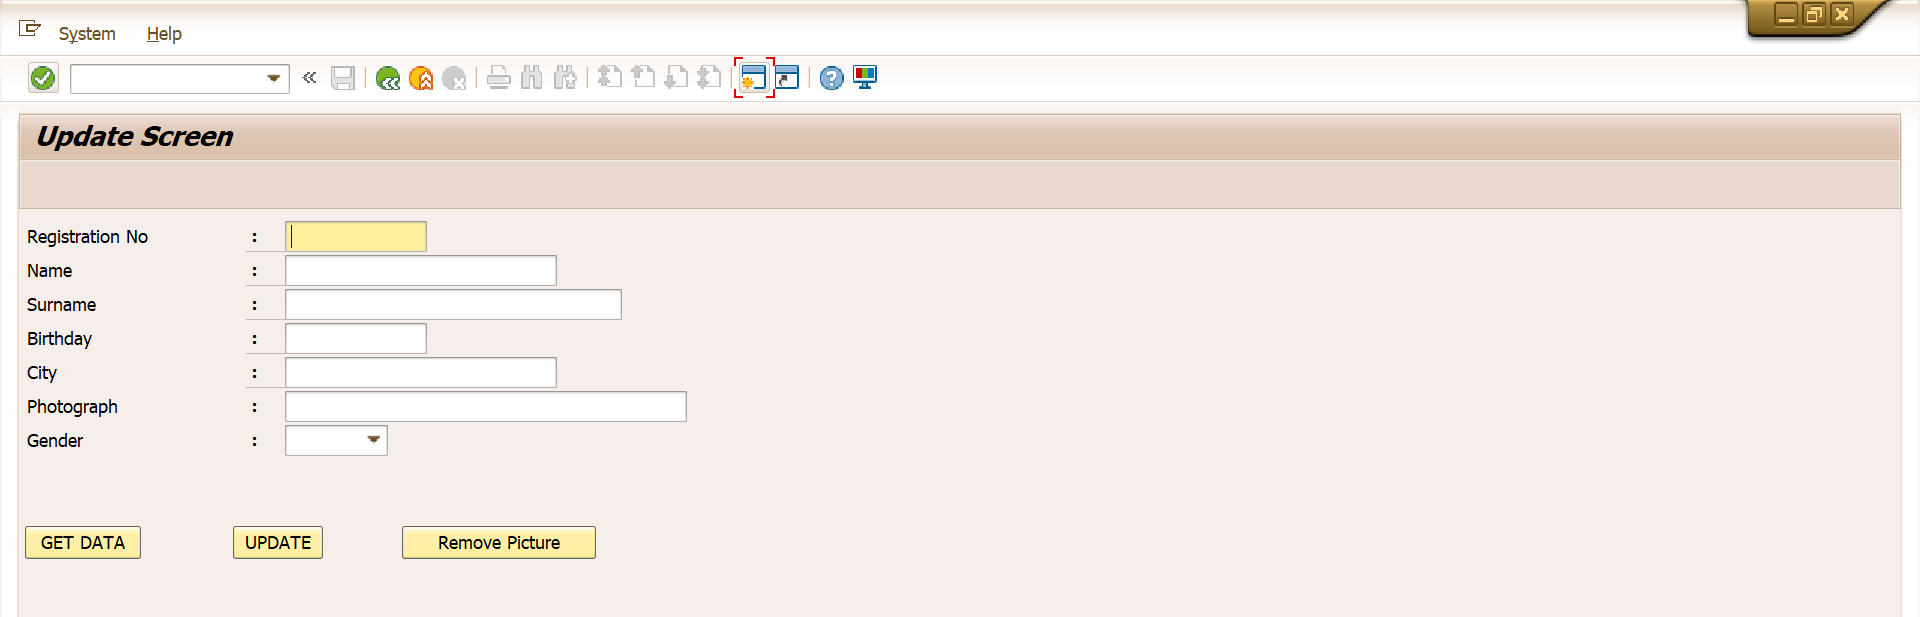 System Help
«
Update Screen
Registration No :
Name :
Surname :
Birthday :
City :
Photograph :
Gender :
GET DATA UPDATE Remove Picture